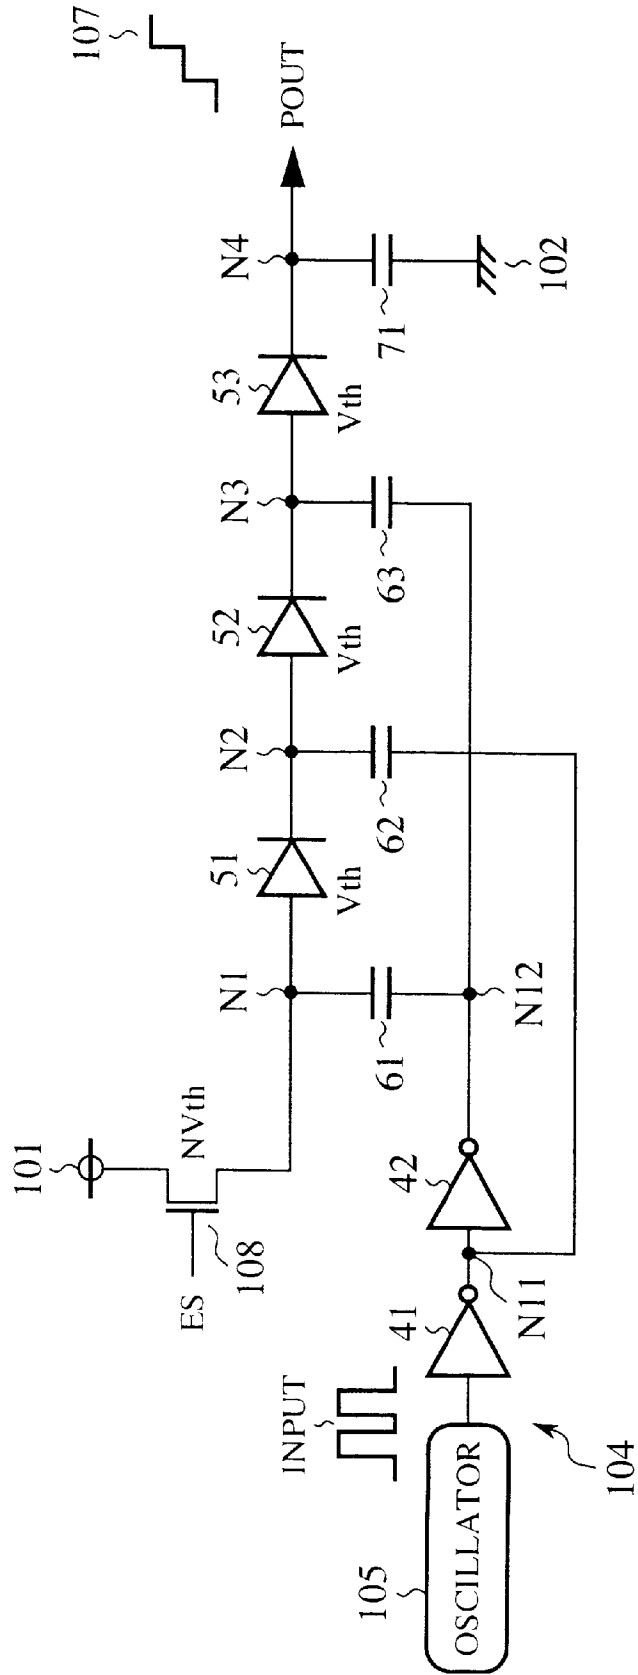 107
POUT
N4
71
102
53
Vth
N3
63
52
Vth
N2
62
51
Vth
N1
61
N12
101
NVth
ES
108
42
N11
41
INPUT
104
105
OSCILLATOR